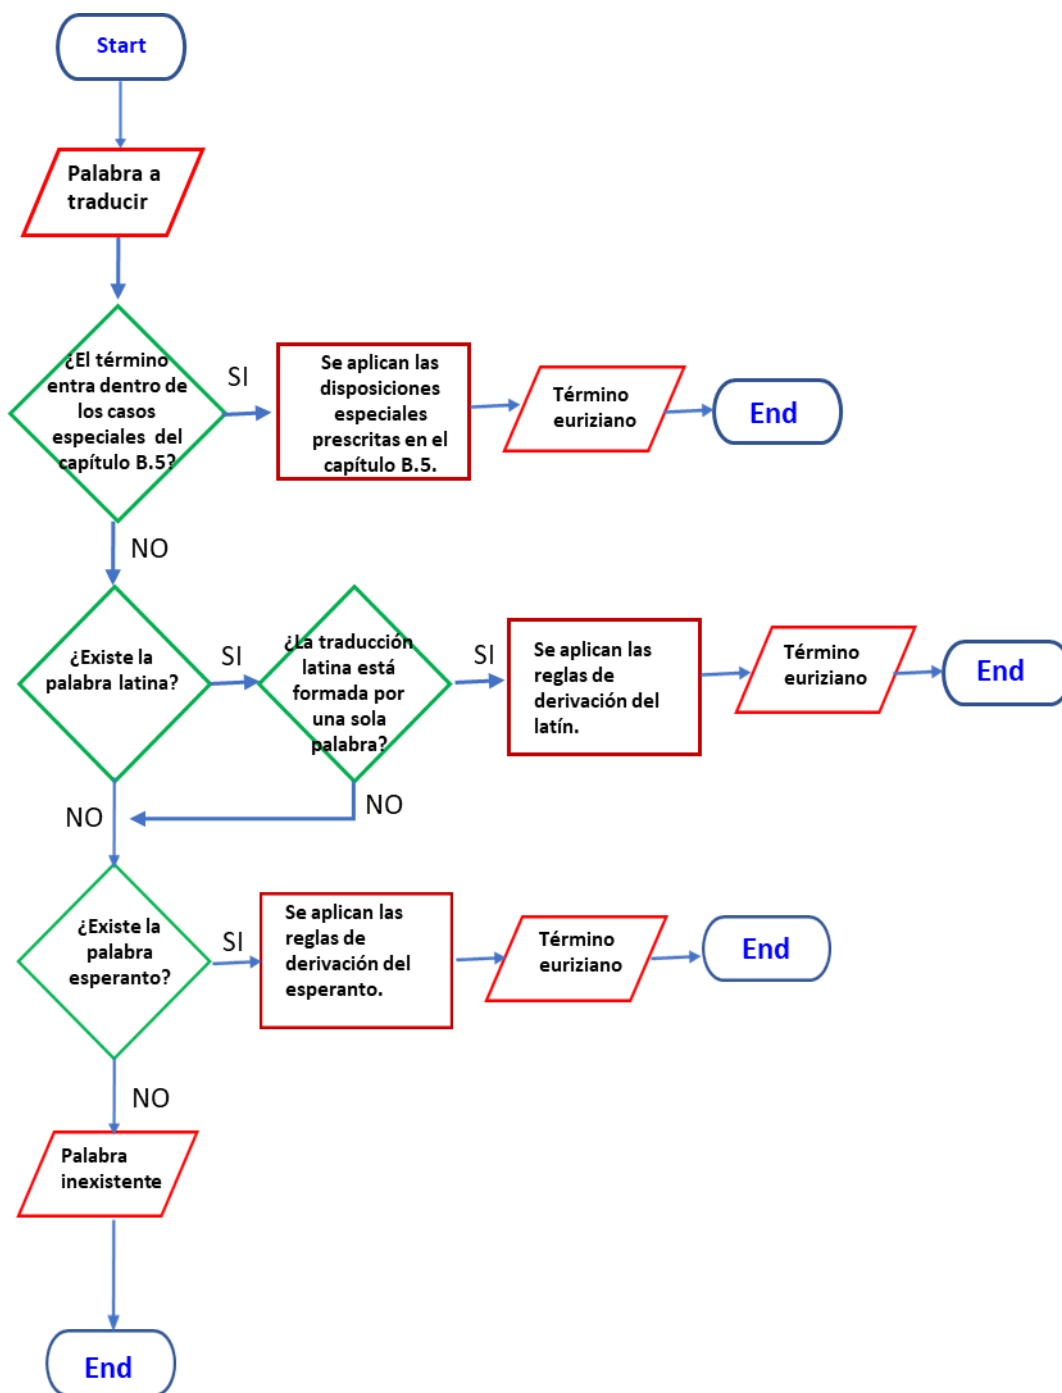 Start
Palabra a
traducir
¿El término
entra dentro de
los casos
especiales del
capítulo B.5?
SI
Se aplican las
disposiciones
especiales
prescritas en el
capítulo B.5.
Término
euriziano
End
NO
¿Existe la
palabra latina?
SI
¿La traducción
latina está
formada por
una sola
palabra?
SI
Se aplican las
reglas de
derivación del
latín.
Término
euriziano
End
NO
NO
¿Existe la
palabra
esperanto?
SI
Se aplican las
reglas de
derivación del
esperanto.
Término
euriziano
End
NO
Palabra
inexistente
End